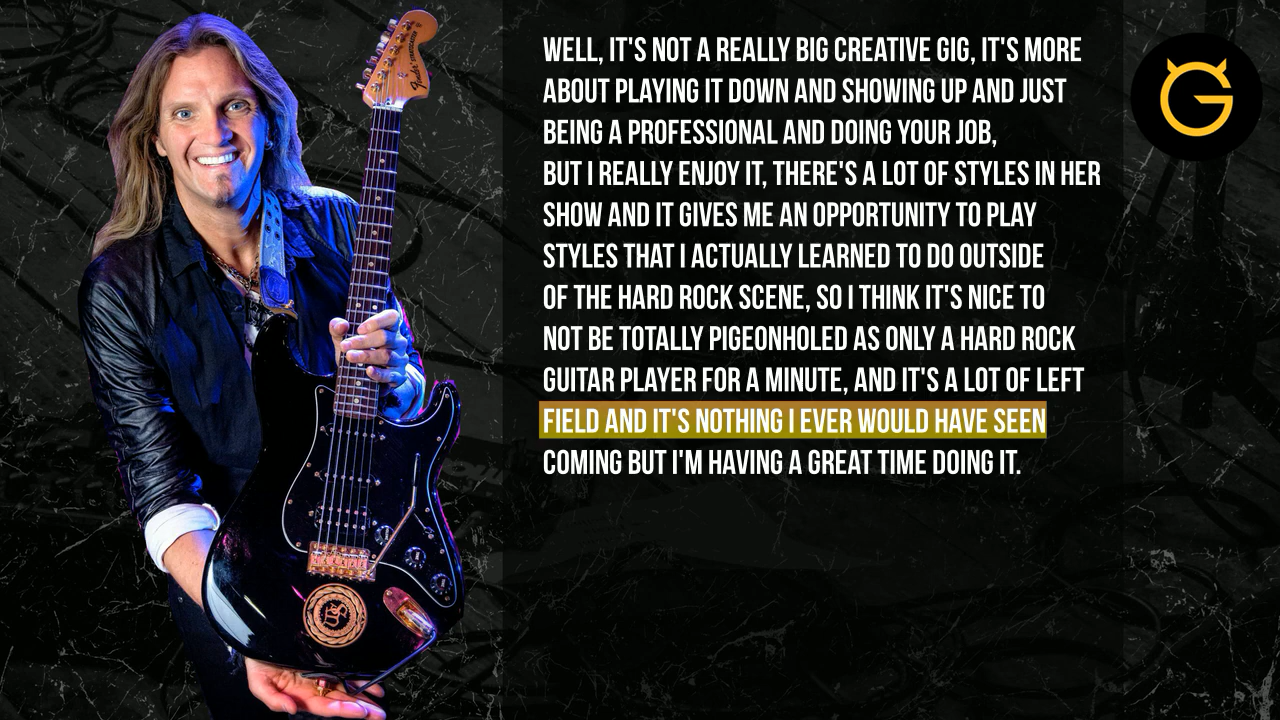 Fender STRATOCASTER
WELL, IT'S NOT A REALLY BIG CREATIVE GIG, IT'S MORE
ABOUT PLAYING IT DOWN AND SHOWING UP AND JUST
BEING A PROFESSIONAL AND DOING YOUR JOB,
BUT I REALLY ENJOY IT, THERE'S A LOT OF STYLES IN HER
SHOW AND IT GIVES ME AN OPPORTUNITY TO PLAY
STYLES THAT I ACTUALLY LEARNED TO DO OUTSIDE
OF THE HARD ROCK SCENE, SO I THINK IT'S NICE TO
NOT BE TOTALLY PIGEONHOLED AS ONLY A HARD ROCK
GUITAR PLAYER FOR A MINUTE, AND IT'S A LOT OF LEFT
FIELD AND IT'S NOTHING I EVER WOULD HAVE SEEN
COMING BUT I'M HAVING A GREAT TIME DOING IT.
G